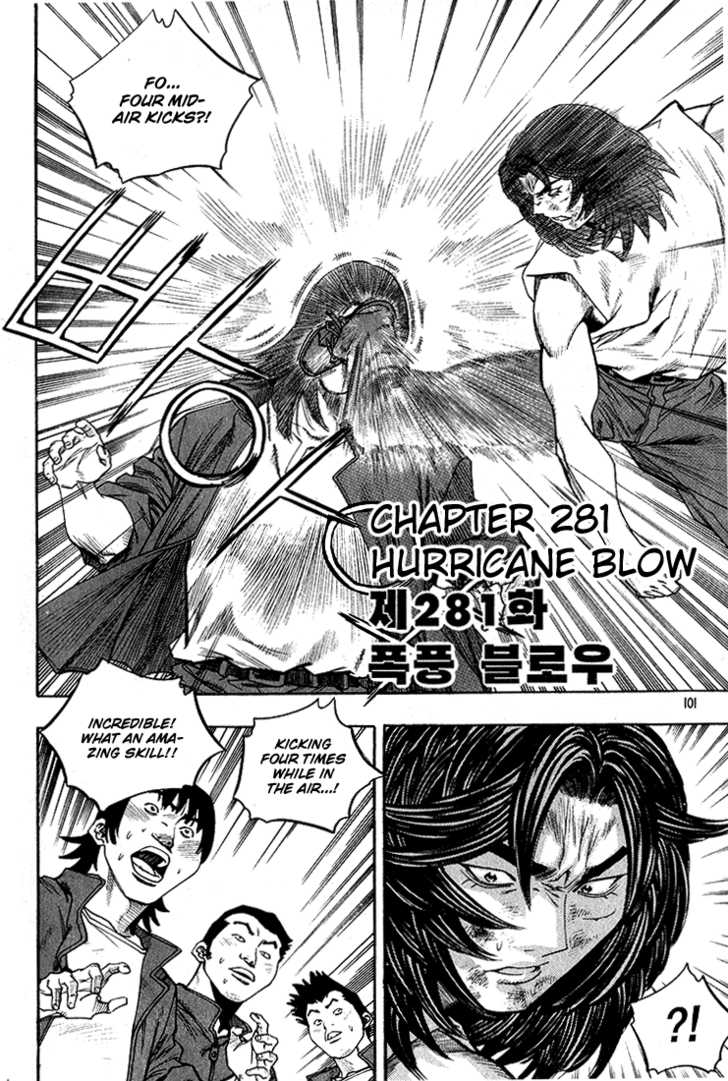 FO...
FOUR MID-
AIR KICKS?!
빠
악
CHAPTER 281
HURRICANE BLOW
제281화
폭풍 블로우
101
INCREDIBLE!
WHAT AN AMA-
ZING SKILL!!
KICKING
FOUR TIMES
WHILE IN
THE AIR...!
?!